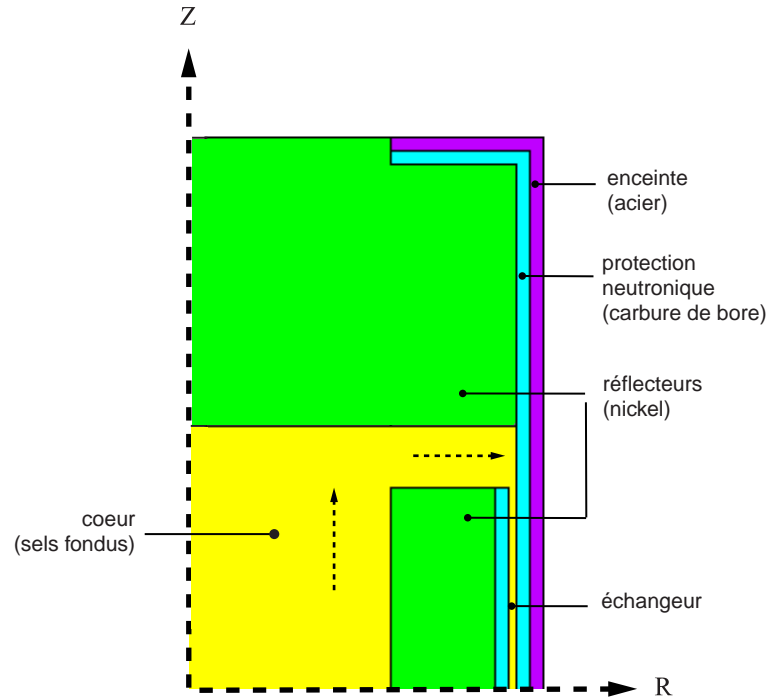 Z
enceinte
(acier)
protection
neutronique
(carbure de bore)
réflecteurs
(nickel)
coeur
(sels fondus)
échangeur
R